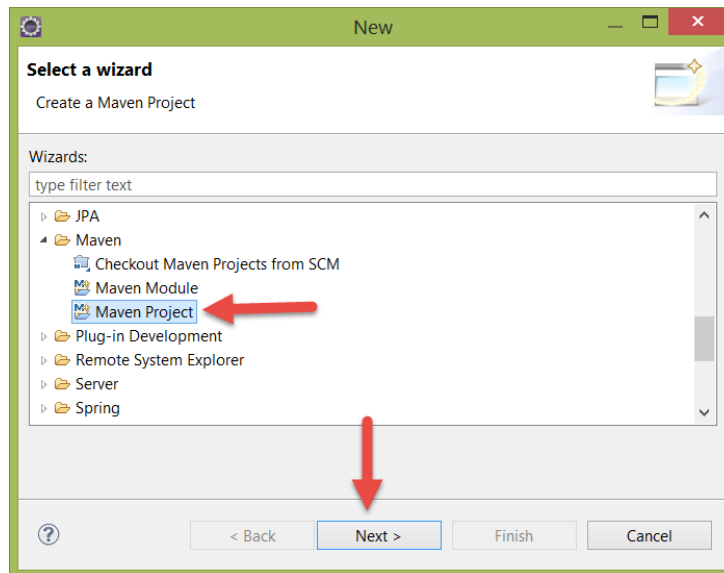 New
Select a wizard
Create a Maven Project
Wizards:
type filter text
JPA
Maven
Checkout Maven Projects from SCM
Maven Module
Maven Project
Plug-in Development
Remote System Explorer
Server
Spring
< Back Next > Finish Cancel